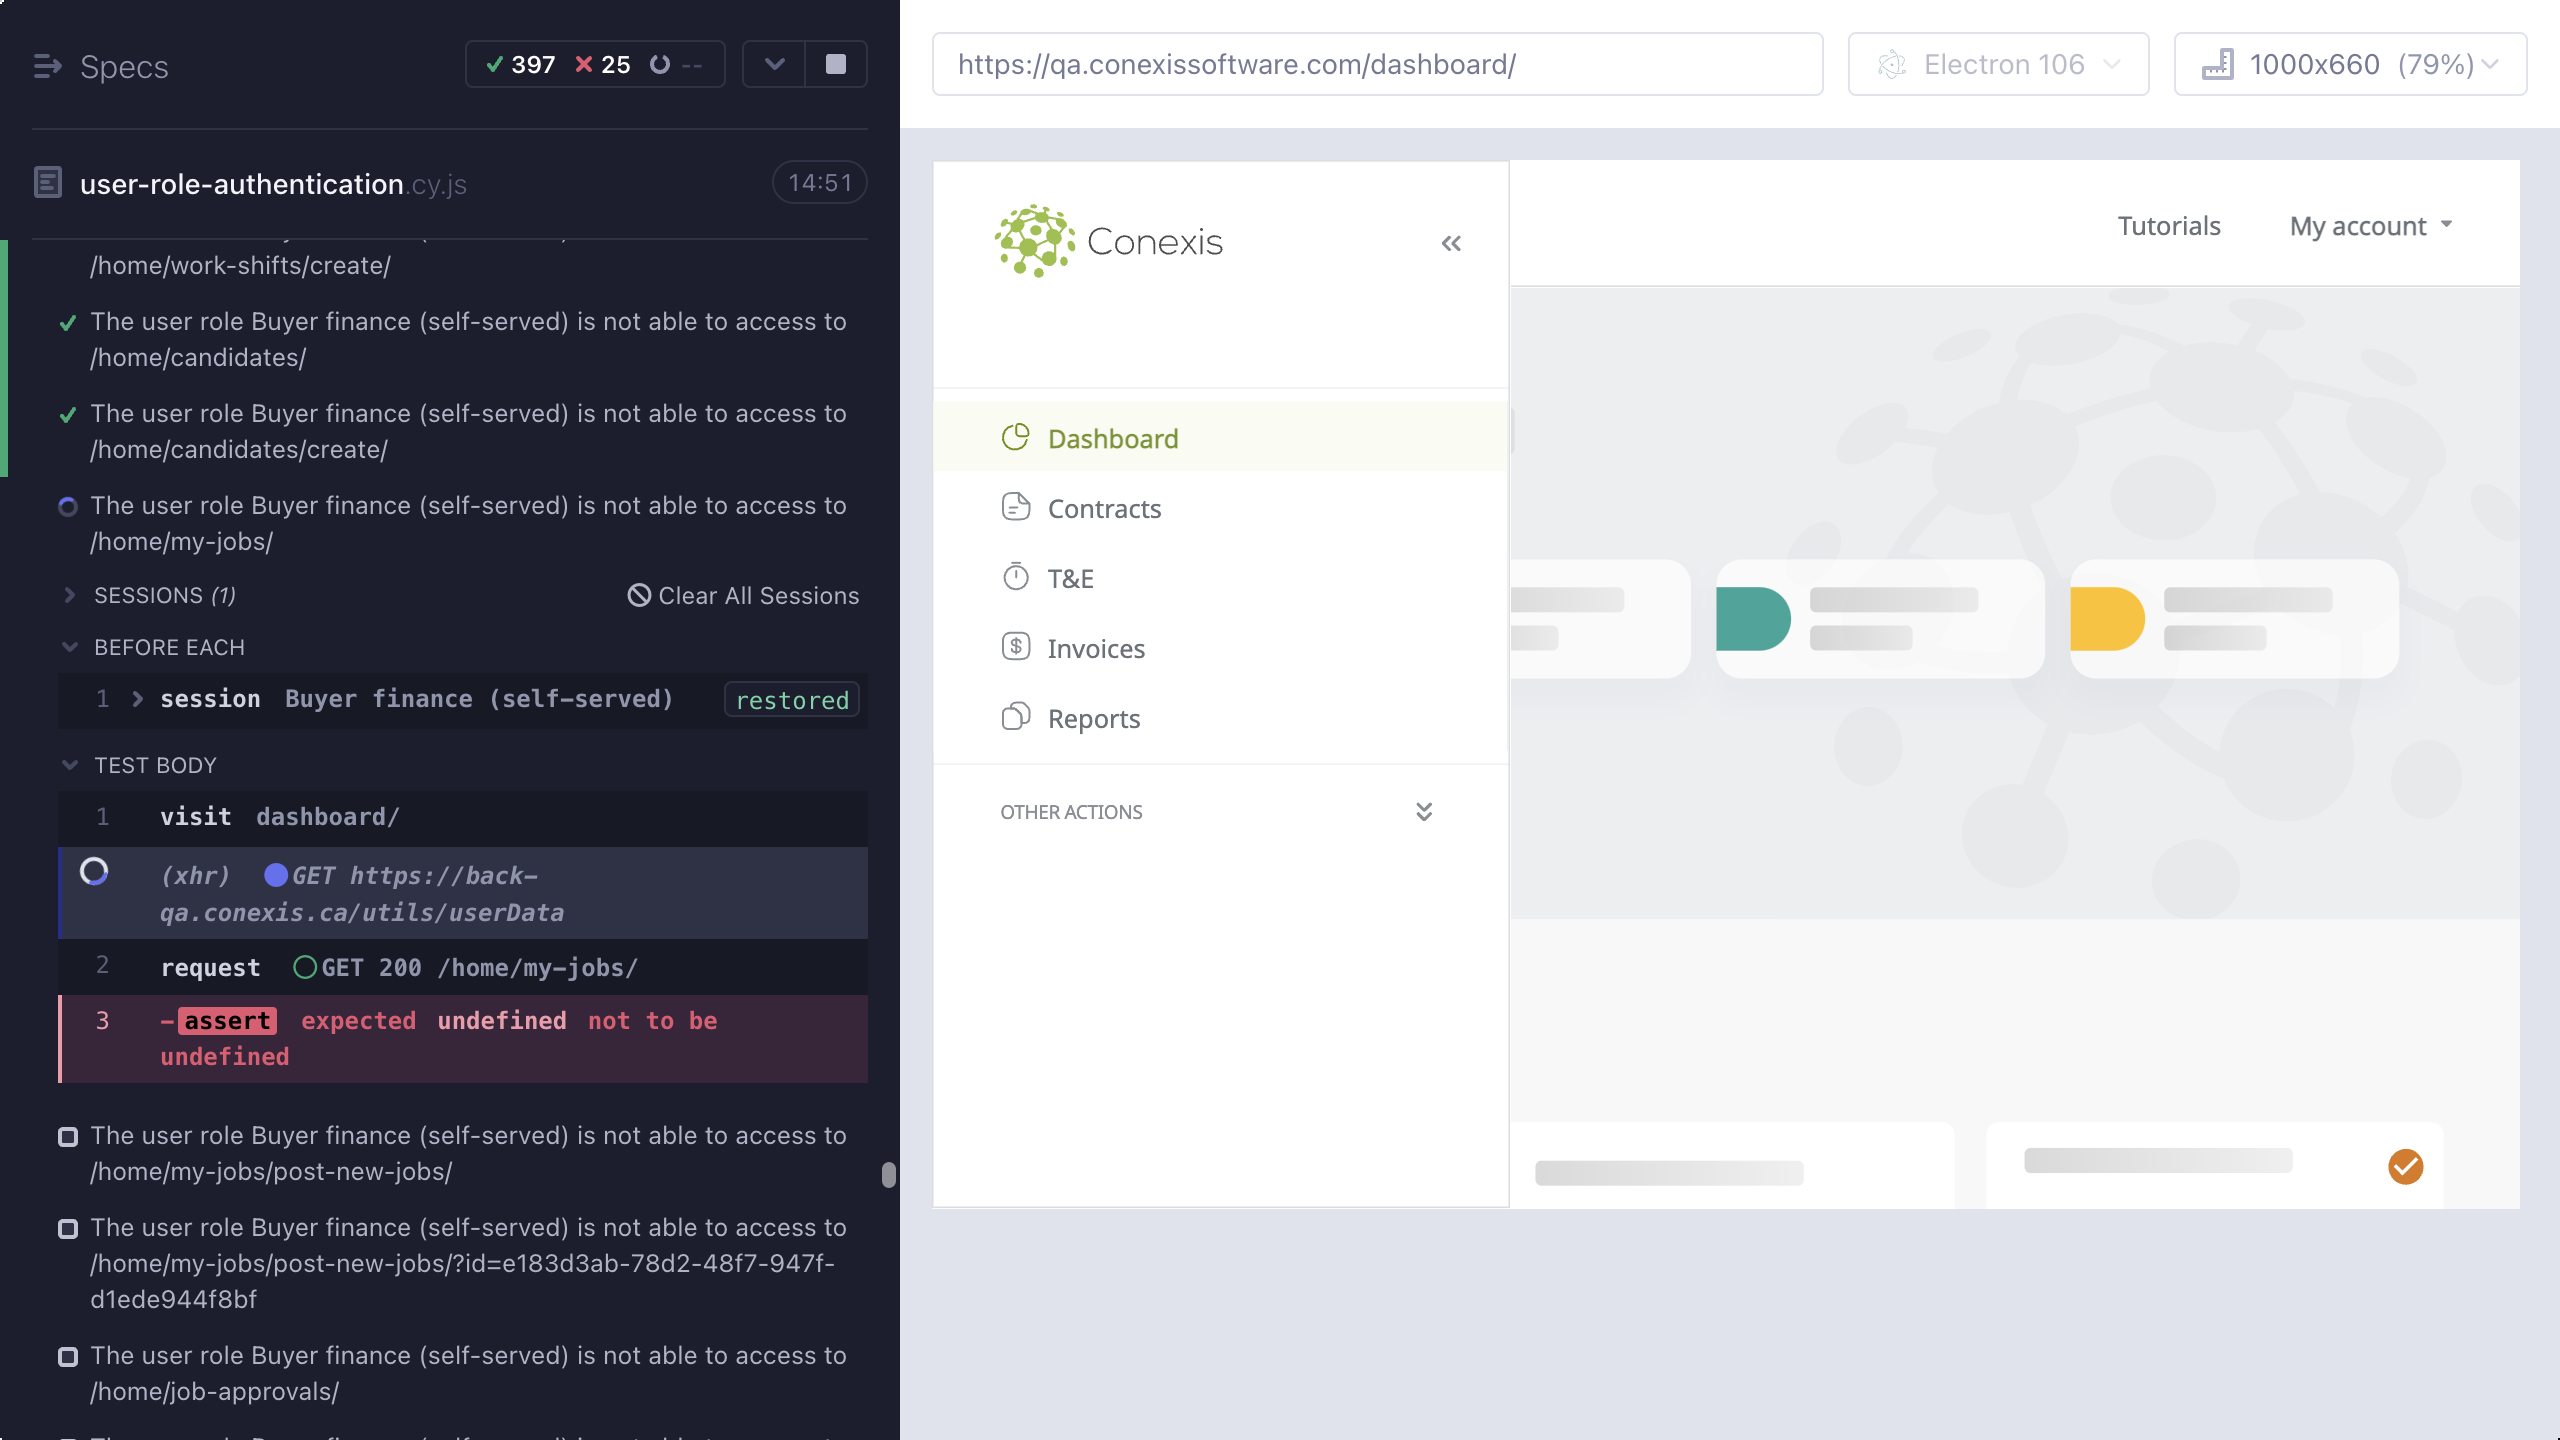 Specs
397 25 --
user-role-authentication.cy.js
14:51
/home/work-shifts/create/
The user role Buyer finance (self-served) is not able to access to
/home/candidates/
The user role Buyer finance (self-served) is not able to access to
/home/candidates/create/
The user role Buyer finance (self-served) is not able to access to
/home/my-jobs/
SESSIONS (1)
Clear All Sessions
BEFORE EACH
1 session Buyer finance (self-served) restored
TEST BODY
1 visit dashboard/
(xhr) GET https://back-
qa.conexis.ca/utils/userData
2 request GET 200 /home/my-jobs/
3 -assert expected undefined not to be
undefined
The user role Buyer finance (self-served) is not able to access to
/home/my-jobs/post-new-jobs/
The user role Buyer finance (self-served) is not able to access to
/home/my-jobs/post-new-jobs/?id=e183d3ab-78d2-48f7-947f-
d1ede944f8bf
The user role Buyer finance (self-served) is not able to access to
/home/job-approvals/
https://qa.conexissoftware.com/dashboard/
Electron 106
1000x660 (79%)
Conexis
Tutorials
My account
Dashboard
Contracts
T&E
Invoices
Reports
OTHER ACTIONS